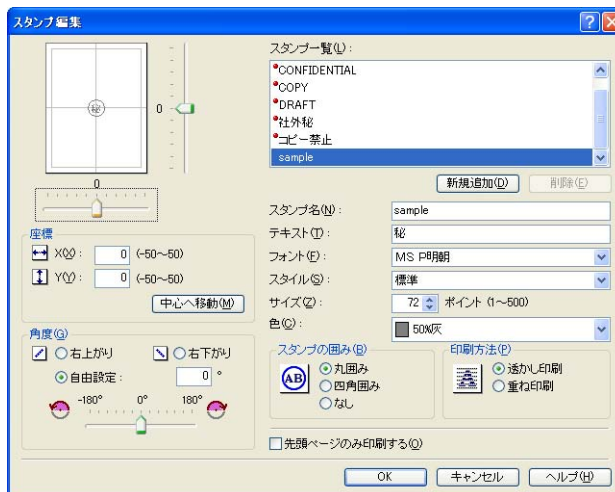 スタンプ編集
秘
0
0
座標
X(X): 0 (-50~50)
Y(Y): 0 (-50~50)
中心へ移動(M)
角度(G)
右上がり 右下がり
自由設定: 0 °
-180° 0° 180°
スタンプ一覧(L):
CONFIDENTIAL
COPY
DRAFT
社外秘
コピー禁止
sample
新規追加(D) 削除(E)
スタンプ名(N): sample
テキスト(T): 秘
フォント(F): MS P明朝
スタイル(S): 標準
サイズ(Z): 72 ポイント (1~500)
色(C): 50%灰
スタンプの囲み(B)
AB
丸囲み
四角囲み
なし
印刷方法(P)
透かし印刷
重ね印刷
先頭ページのみ印刷する(O)
OK キャンセル ヘルプ(H)